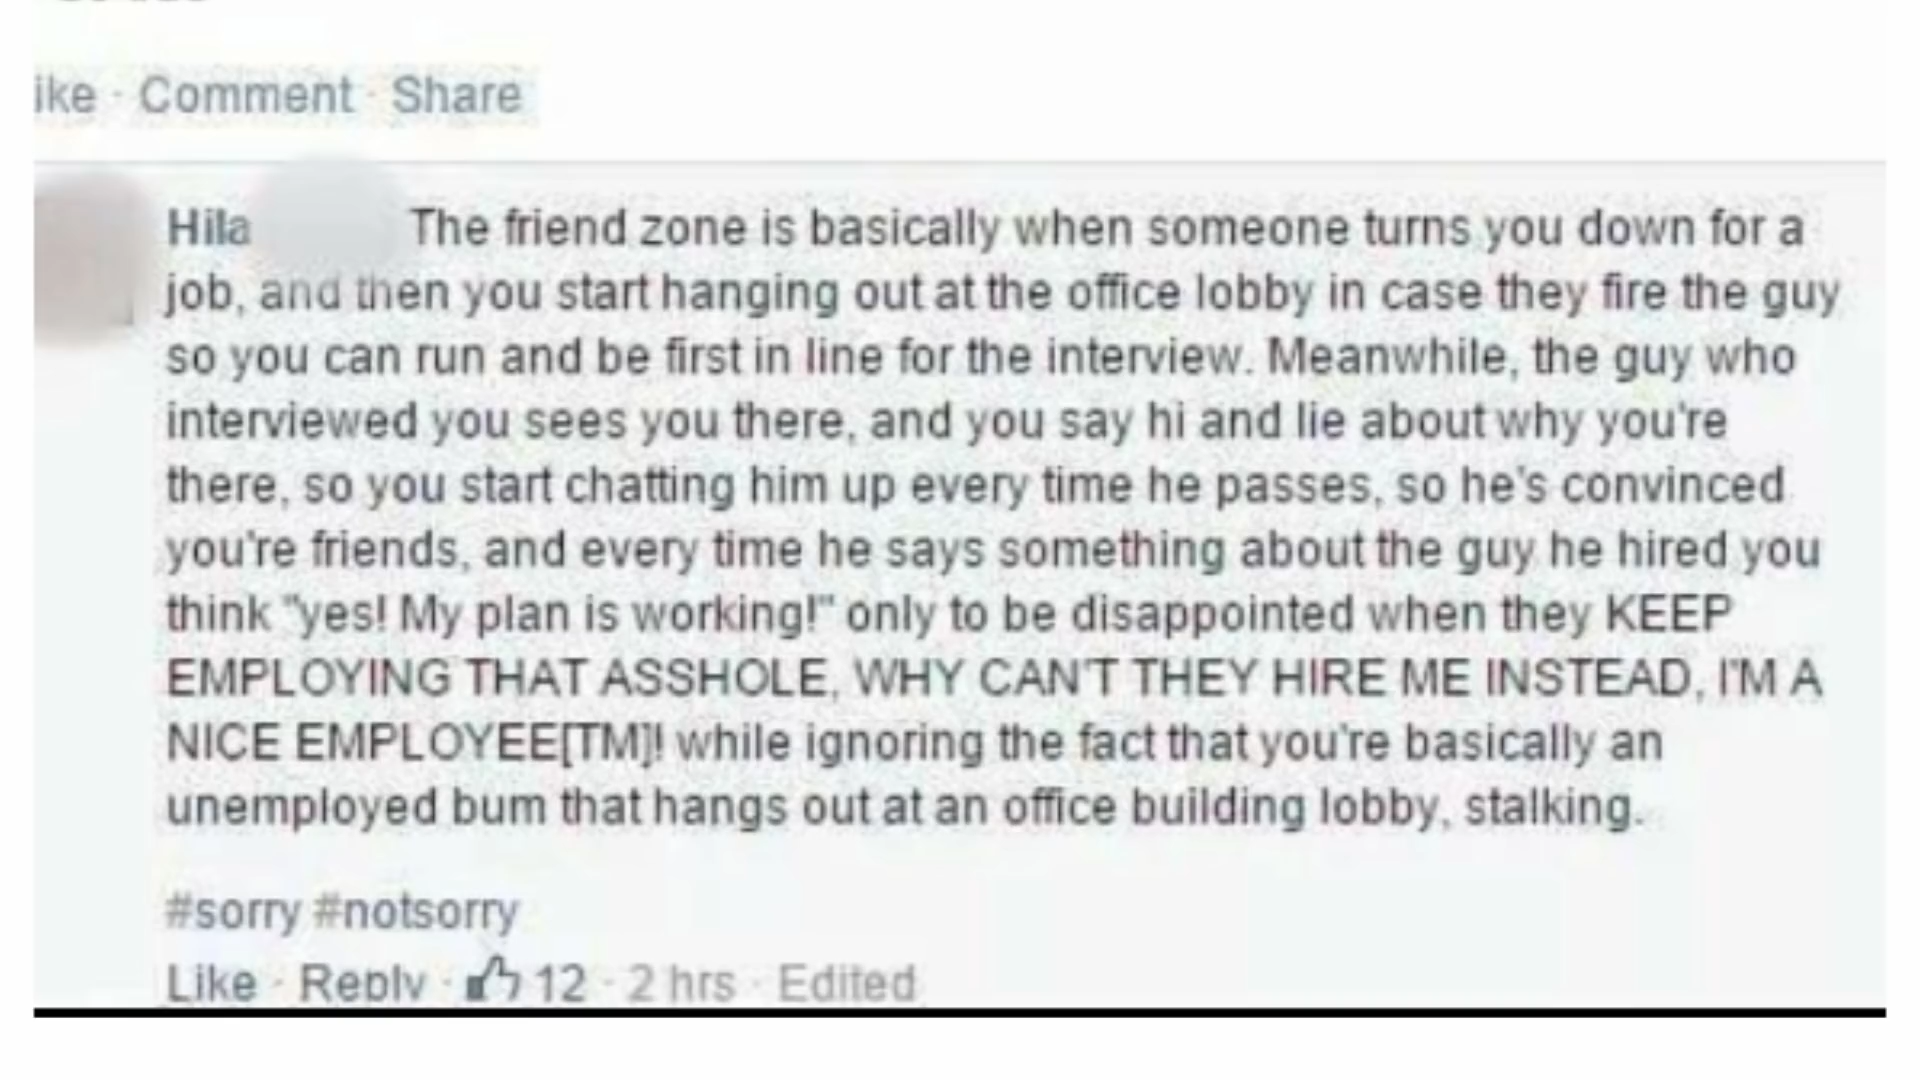 ike · Comment · Share
Hila The friend zone is basically when someone turns you down for a
job, and then you start hanging out at the office lobby in case they fire the guy
so you can run and be first in line for the interview. Meanwhile, the guy who
interviewed you sees you there, and you say hi and lie about why you're
there, so you start chatting him up every time he passes, so he's convinced
you're friends, and every time he says something about the guy he hired you
think "yes! My plan is working!" only to be disappointed when they KEEP
EMPLOYING THAT ASSHOLE, WHY CAN'T THEY HIRE ME INSTEAD, I'M A
NICE EMPLOYEE[TM]! while ignoring the fact that you're basically an
unemployed bum that hangs out at an office building lobby, stalking.
#sorry #notsorry
Like · Reply · 12 · 2 hrs · Edited